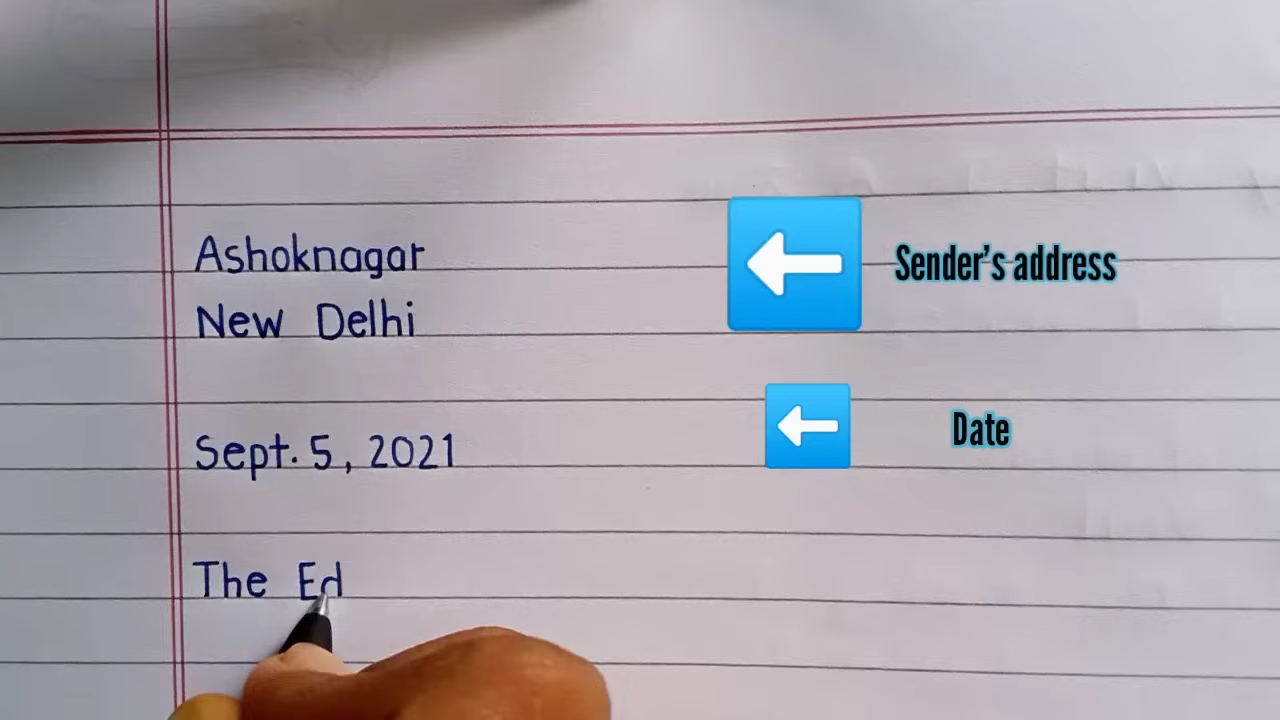 Ashoknagar
Sender's address
New Delhi
Sept. 5, 2021
Date
The Ed